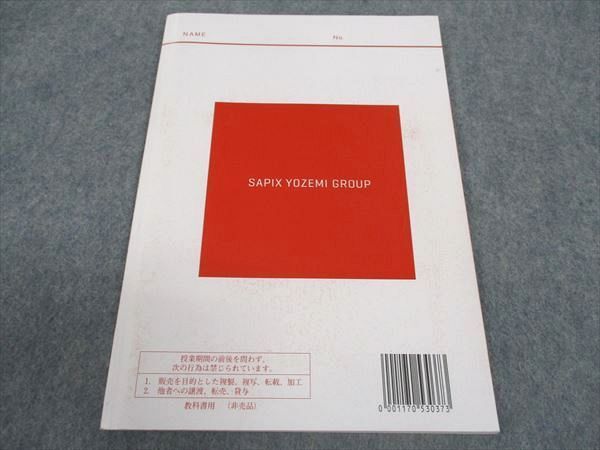 NAME No.
SAPIX YOZEMI GROUP
授業期間の前後を問わず、
次の行為は禁じられています。
1. 販売を目的とした複製、複写、転載、加工
2. 他者への譲渡、転売、貸与
教科書用 (非売品)
0 001170 530373